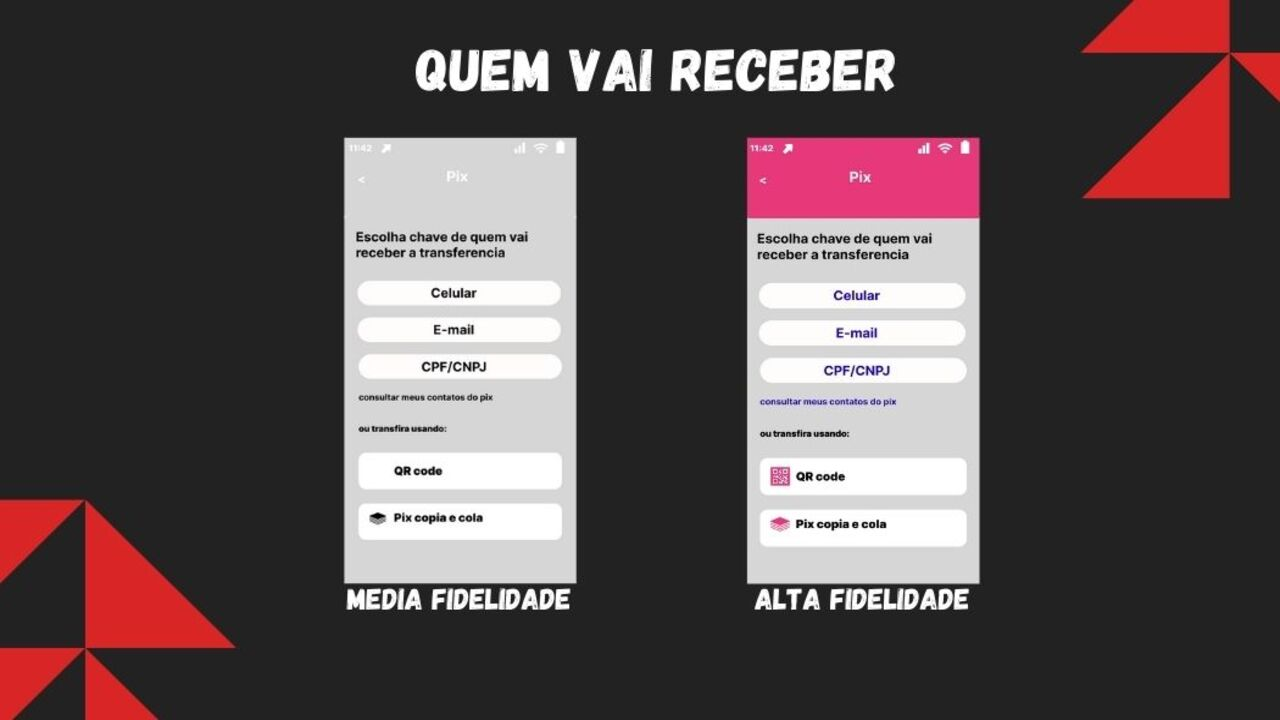 QUEM VAI RECEBER
11:42
Pix
<
Escolha chave de quem vai
receber a transferencia
Celular
E-mail
CPF/CNPJ
consultar meus contatos do pix
ou transfira usando:
QR code
Pix copia e cola
MEDIA FIDELIDADE
11:42
Pix
<
Escolha chave de quem vai
receber a transferencia
Celular
E-mail
CPF/CNPJ
consultar meus contatos do pix
ou transfira usando:
QR code
Pix copia e cola
ALTA FIDELIDADE